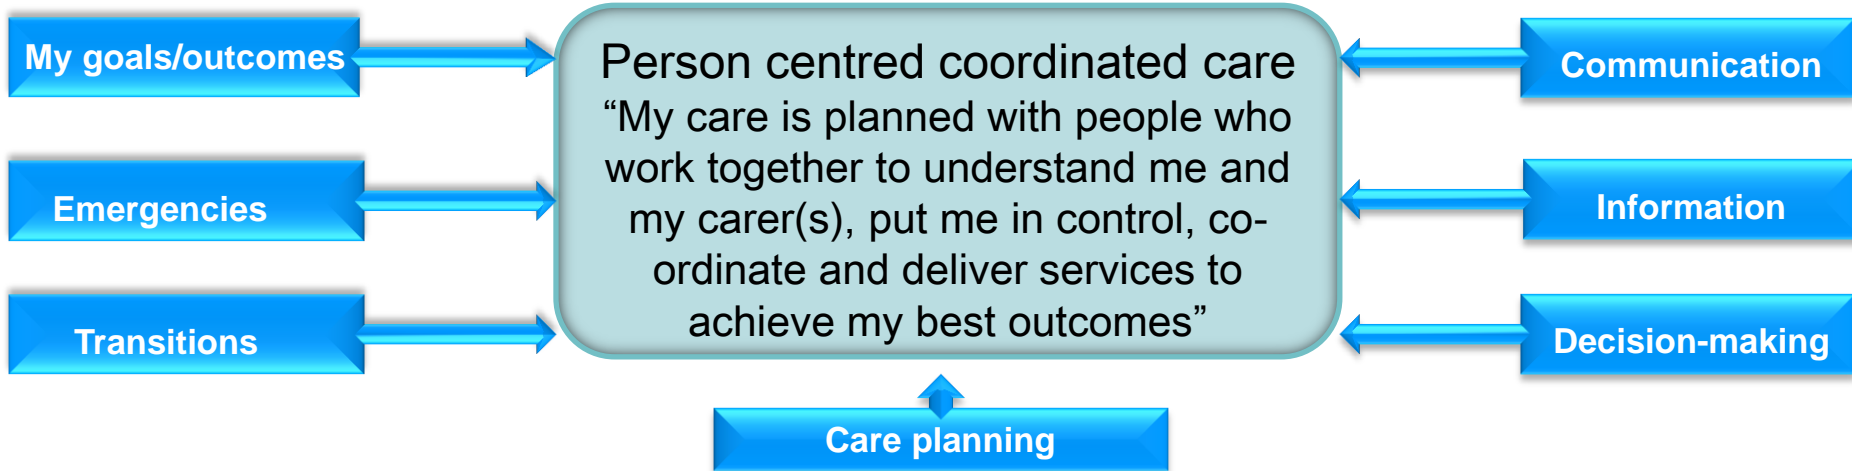 My goals/outcomes
Emergencies
Transitions
Person centred coordinated care
“My care is planned with people who
work together to understand me and
my carer(s), put me in control, co-
ordinate and deliver services to
achieve my best outcomes”
Communication
Information
Decision-making
Care planning